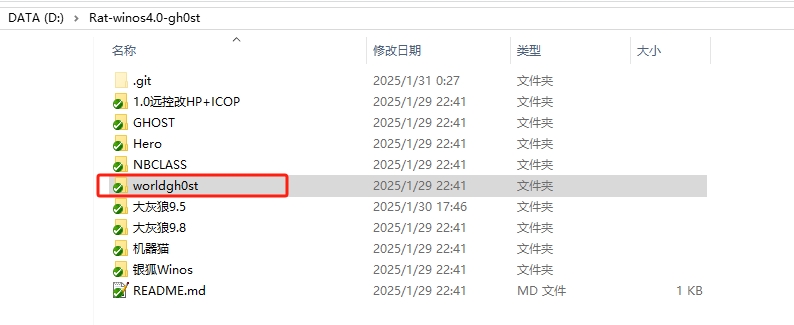 DATA (D:) > Rat-winos4.0-gh0st
名称 修改日期 类型 大小
.git 2025/1/31 0:27 文件夹
1.0远控改HP+ICOP 2025/1/29 22:41 文件夹
GHOST 2025/1/29 22:41 文件夹
Hero 2025/1/29 22:41 文件夹
NBCLASS 2025/1/29 22:41 文件夹
worldgh0st 2025/1/29 22:41 文件夹
大灰狼9.5 2025/1/30 17:46 文件夹
大灰狼9.8 2025/1/29 22:41 文件夹
机器猫 2025/1/29 22:41 文件夹
银狐Winos 2025/1/29 22:41 文件夹
README.md 2025/1/29 22:41 MD 文件 1 KB